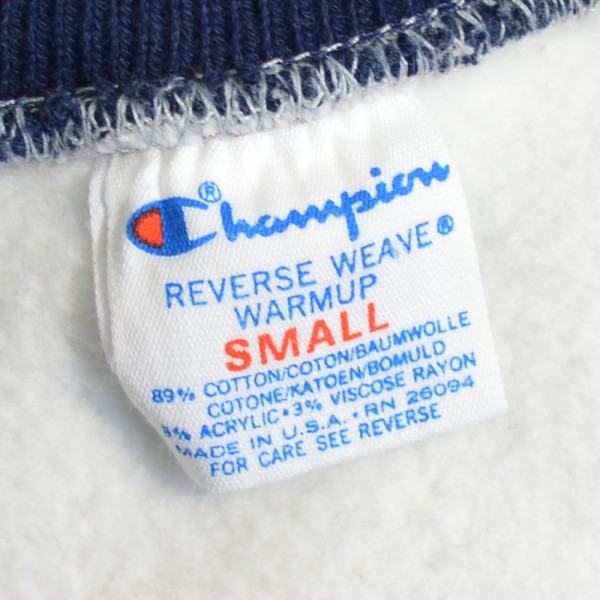 Champion®
REVERSE WEAVE®
WARMUP
SMALL
89% COTTON/COTON/BAUMWOLLE
COTONE/KATOEN/BOMULD
ACRYLIC • 3% VISCOSE RAYON
MADE IN U.S.A. • RN 26094
FOR CARE SEE REVERSE